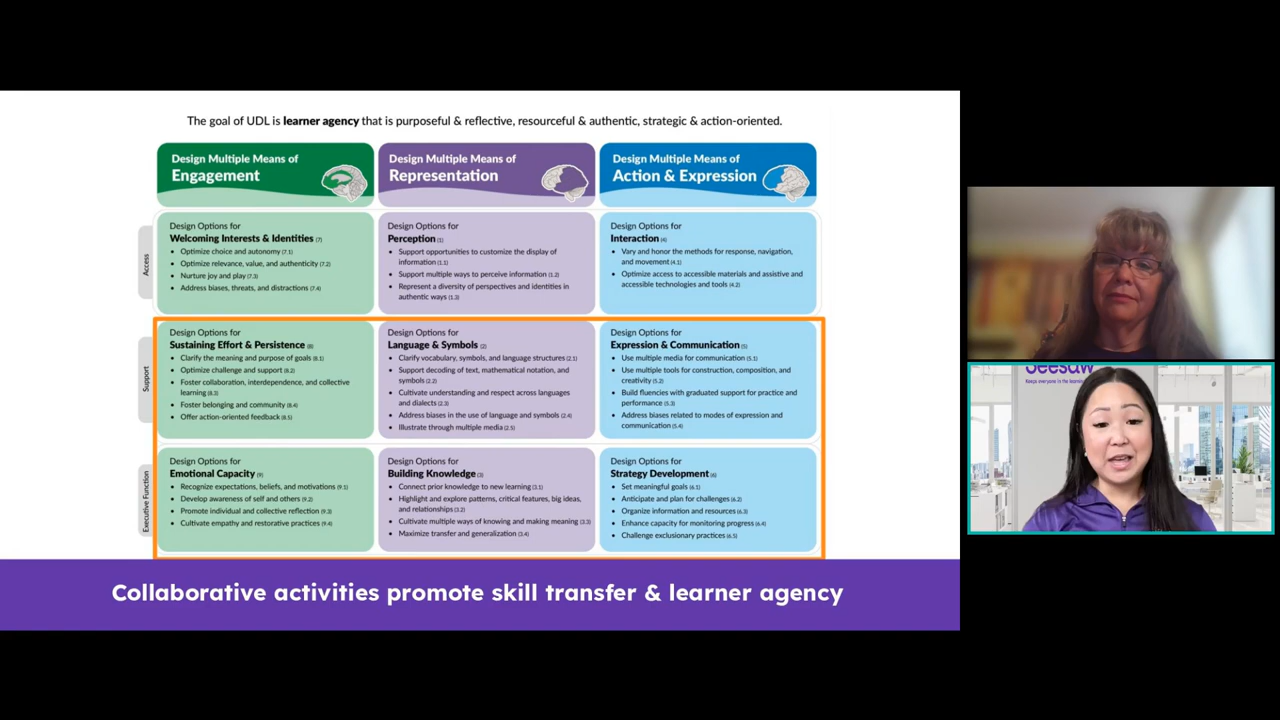 The goal of UDL is learner agency that is purposeful & reflective, resourceful & authentic, strategic & action-oriented.
Design Multiple Means of
Engagement
Design Multiple Means of
Representation
Design Multiple Means of
Action & Expression
Access
Design Options for
Welcoming Interests & Identities (7)
• Optimize choice and autonomy (7.1)
• Optimize relevance, value, and authenticity (7.2)
• Nurture joy and play (7.3)
• Address biases, threats, and distractions (7.4)
Design Options for
Perception (1)
• Support opportunities to customize the display of
information (1.1)
• Support multiple ways to perceive information (1.2)
• Represent a diversity of perspectives and identities in
authentic ways (1.3)
Design Options for
Interaction (4)
• Vary and honor the methods for response, navigation,
and movement (4.1)
• Optimize access to accessible materials and assistive and
accessible technologies and tools (4.2)
Support
Design Options for
Sustaining Effort & Persistence (8)
• Clarify the meaning and purpose of goals (8.1)
• Optimize challenge and support (8.2)
• Foster collaboration, interdependence, and collective
learning (8.3)
• Foster belonging and community (8.4)
• Offer action-oriented feedback (8.5)
Design Options for
Language & Symbols (2)
• Clarify vocabulary, symbols, and language structures (2.1)
• Support decoding of text, mathematical notation, and
symbols (2.2)
• Cultivate understanding and respect across languages
and dialects (2.3)
• Address biases in the use of language and symbols (2.4)
• Illustrate through multiple media (2.5)
Design Options for
Expression & Communication (5)
• Use multiple media for communication (5.1)
• Use multiple tools for construction, composition, and
creativity (5.2)
• Build fluencies with graduated support for practice and
performance (5.3)
• Address biases related to modes of expression and
communication (5.4)
Executive Function
Design Options for
Emotional Capacity (9)
• Recognize expectations, beliefs, and motivations (9.1)
• Develop awareness of self and others (9.2)
• Promote individual and collective reflection (9.3)
• Cultivate empathy and restorative practices (9.4)
Design Options for
Building Knowledge (3)
• Connect prior knowledge to new learning (3.1)
• Highlight and explore patterns, critical features, big ideas,
and relationships (3.2)
• Cultivate multiple ways of knowing and making meaning (3.3)
• Maximize transfer and generalization (3.4)
Design Options for
Strategy Development (6)
• Set meaningful goals (6.1)
• Anticipate and plan for challenges (6.2)
• Organize information and resources (6.3)
• Enhance capacity for monitoring progress (6.4)
• Challenge exclusionary practices (6.5)
Collaborative activities promote skill transfer & learner agency
Seesaw
Keeps everyone in the learning